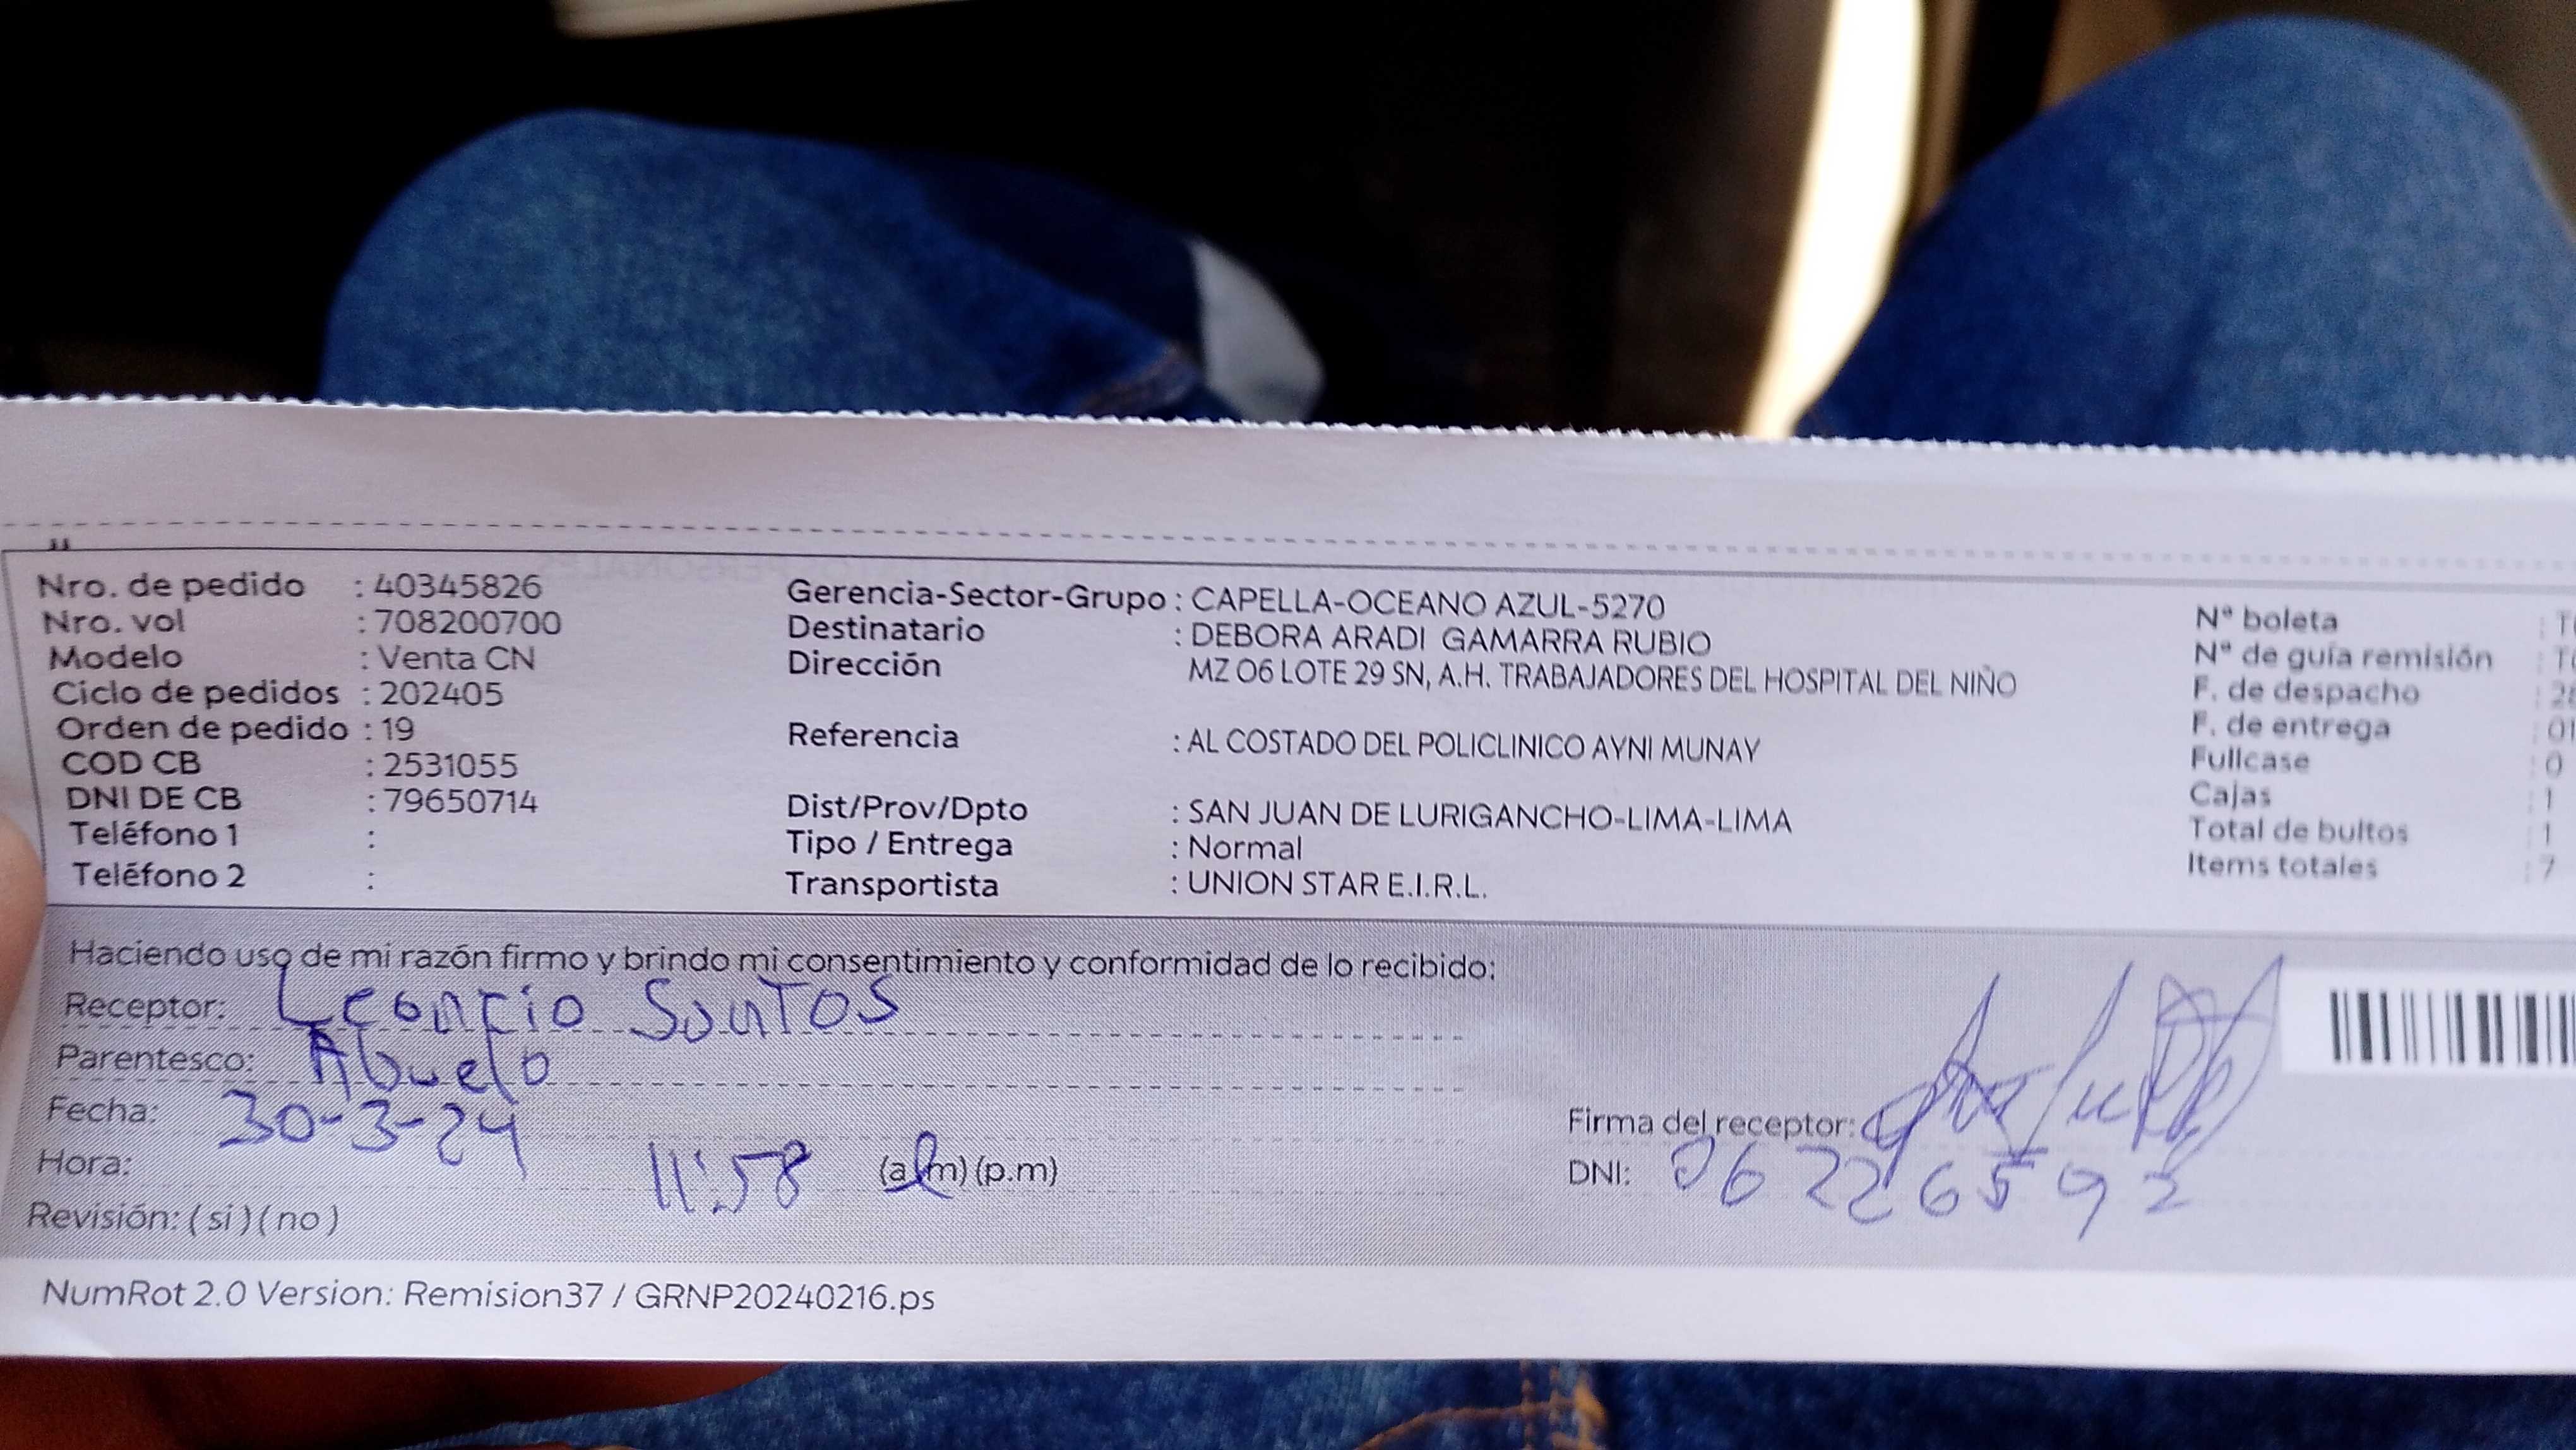 Nro. de pedido : 40345826
Nro. vol : 708200700
Modelo : Venta CN
Ciclo de pedidos : 202405
Orden de pedido : 19
COD CB : 2531055
DNI DE CB : 79650714
Teléfono 1 :
Teléfono 2 :
Gerencia-Sector-Grupo : CAPELLA-OCEANO AZUL-5270
Destinatario : DEBORA ARADI GAMARRA RUBIO
Dirección MZ O6 LOTE 29 SN, A.H. TRABAJADORES DEL HOSPITAL DEL NIÑO
Referencia : AL COSTADO DEL POLICLINICO AYNI MUNAY
Dist/Prov/Dpto : SAN JUAN DE LURIGANCHO-LIMA-LIMA
Tipo / Entrega : Normal
Transportista : UNION STAR E.I.R.L.
Nº boleta :
Nº de guía remisión :
F. de despacho :
F. de entrega :
Fullcase : 0
Cajas : 1
Total de bultos : 1
Items totales : 7
Haciendo uso de mi razón firmo y brindo mi consentimiento y conformidad de lo recibido:
Receptor: Leoncio Santos
Parentesco: Abuelo
Fecha: 30-3-24
Hora: 11:58 (a.m) (p.m)
Revisión: ( si ) ( no )
Firma del receptor:
DNI: 06226592
NumRot 2.0 Version: Remision37 / GRNP20240216.ps